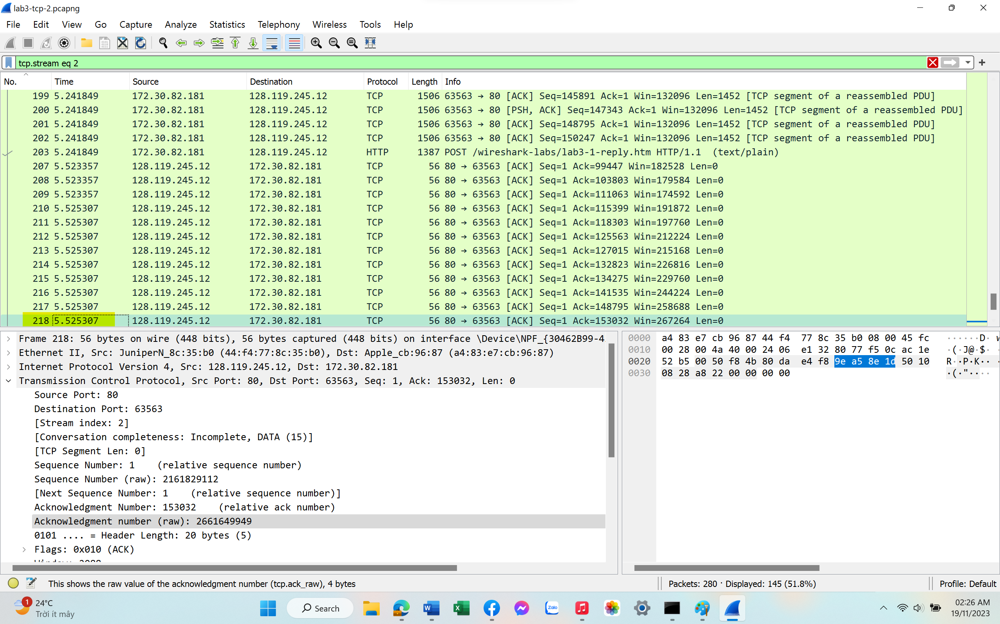 lab3-tcp-2.pcapng
File Edit View Go Capture Analyze Statistics Telephony Wireless Tools Help
tcp.stream eq 2
No. Time Source Destination Protocol Length Info
199 5.241849 172.30.82.181 128.119.245.12 TCP 1506 63563 → 80 [ACK] Seq=145891 Ack=1 Win=132096 Len=1452 [TCP segment of a reassembled PDU]
200 5.241849 172.30.82.181 128.119.245.12 TCP 1506 63563 → 80 [PSH, ACK] Seq=147343 Ack=1 Win=132096 Len=1452 [TCP segment of a reassembled PDU]
201 5.241849 172.30.82.181 128.119.245.12 TCP 1506 63563 → 80 [ACK] Seq=148795 Ack=1 Win=132096 Len=1452 [TCP segment of a reassembled PDU]
202 5.241849 172.30.82.181 128.119.245.12 TCP 1506 63563 → 80 [ACK] Seq=150247 Ack=1 Win=132096 Len=1452 [TCP segment of a reassembled PDU]
203 5.241849 172.30.82.181 128.119.245.12 HTTP 1387 POST /wireshark-labs/lab3-1-reply.htm HTTP/1.1 (text/plain)
207 5.523357 128.119.245.12 172.30.82.181 TCP 56 80 → 63563 [ACK] Seq=1 Ack=99447 Win=182528 Len=0
208 5.523357 128.119.245.12 172.30.82.181 TCP 56 80 → 63563 [ACK] Seq=1 Ack=103803 Win=179584 Len=0
209 5.523357 128.119.245.12 172.30.82.181 TCP 56 80 → 63563 [ACK] Seq=1 Ack=111063 Win=174592 Len=0
210 5.525307 128.119.245.12 172.30.82.181 TCP 56 80 → 63563 [ACK] Seq=1 Ack=115399 Win=191872 Len=0
211 5.525307 128.119.245.12 172.30.82.181 TCP 56 80 → 63563 [ACK] Seq=1 Ack=118303 Win=197760 Len=0
212 5.525307 128.119.245.12 172.30.82.181 TCP 56 80 → 63563 [ACK] Seq=1 Ack=125563 Win=212224 Len=0
213 5.525307 128.119.245.12 172.30.82.181 TCP 56 80 → 63563 [ACK] Seq=1 Ack=127015 Win=215168 Len=0
214 5.525307 128.119.245.12 172.30.82.181 TCP 56 80 → 63563 [ACK] Seq=1 Ack=132823 Win=226816 Len=0
215 5.525307 128.119.245.12 172.30.82.181 TCP 56 80 → 63563 [ACK] Seq=1 Ack=134275 Win=229760 Len=0
216 5.525307 128.119.245.12 172.30.82.181 TCP 56 80 → 63563 [ACK] Seq=1 Ack=141535 Win=244224 Len=0
217 5.525307 128.119.245.12 172.30.82.181 TCP 56 80 → 63563 [ACK] Seq=1 Ack=148795 Win=258688 Len=0
218 5.525307 128.119.245.12 172.30.82.181 TCP 56 80 → 63563 [ACK] Seq=1 Ack=153032 Win=267264 Len=0
Frame 218: 56 bytes on wire (448 bits), 56 bytes captured (448 bits) on interface \Device\NPF_{30462B99-4
Ethernet II, Src: JuniperN_8c:35:b0 (44:f4:77:8c:35:b0), Dst: Apple_cb:96:87 (a4:83:e7:cb:96:87)
Internet Protocol Version 4, Src: 128.119.245.12, Dst: 172.30.82.181
Transmission Control Protocol, Src Port: 80, Dst Port: 63563, Seq: 1, Ack: 153032, Len: 0
Source Port: 80
Destination Port: 63563
[Stream index: 2]
[Conversation completeness: Incomplete, DATA (15)]
[TCP Segment Len: 0]
Sequence Number: 1 (relative sequence number)
Sequence Number (raw): 2161829112
[Next Sequence Number: 1 (relative sequence number)]
Acknowledgment Number: 153032 (relative ack number)
Acknowledgment number (raw): 2661649949
0101 .... = Header Length: 20 bytes (5)
Flags: 0x010 (ACK)
0000 a4 83 e7 cb 96 87 44 f4 77 8c 35 b0 08 00 45 fc ······D· w
0010 00 28 00 4a 40 00 24 06 e1 32 80 77 f5 0c ac 1e ·(·J@·$·
0020 52 b5 00 50 f8 4b 80 da e4 f8 9e a5 8e 1d 50 10 R··P·K··
0030 08 28 a8 22 00 00 00 00 ·(·"····
This shows the raw value of the acknowledgment number (tcp.ack_raw), 4 bytes
Packets: 280 · Displayed: 145 (51.8%)
Profile: Default
1
24°C
Trời ít mây
Search
Zalo
02:26 AM
19/11/2023